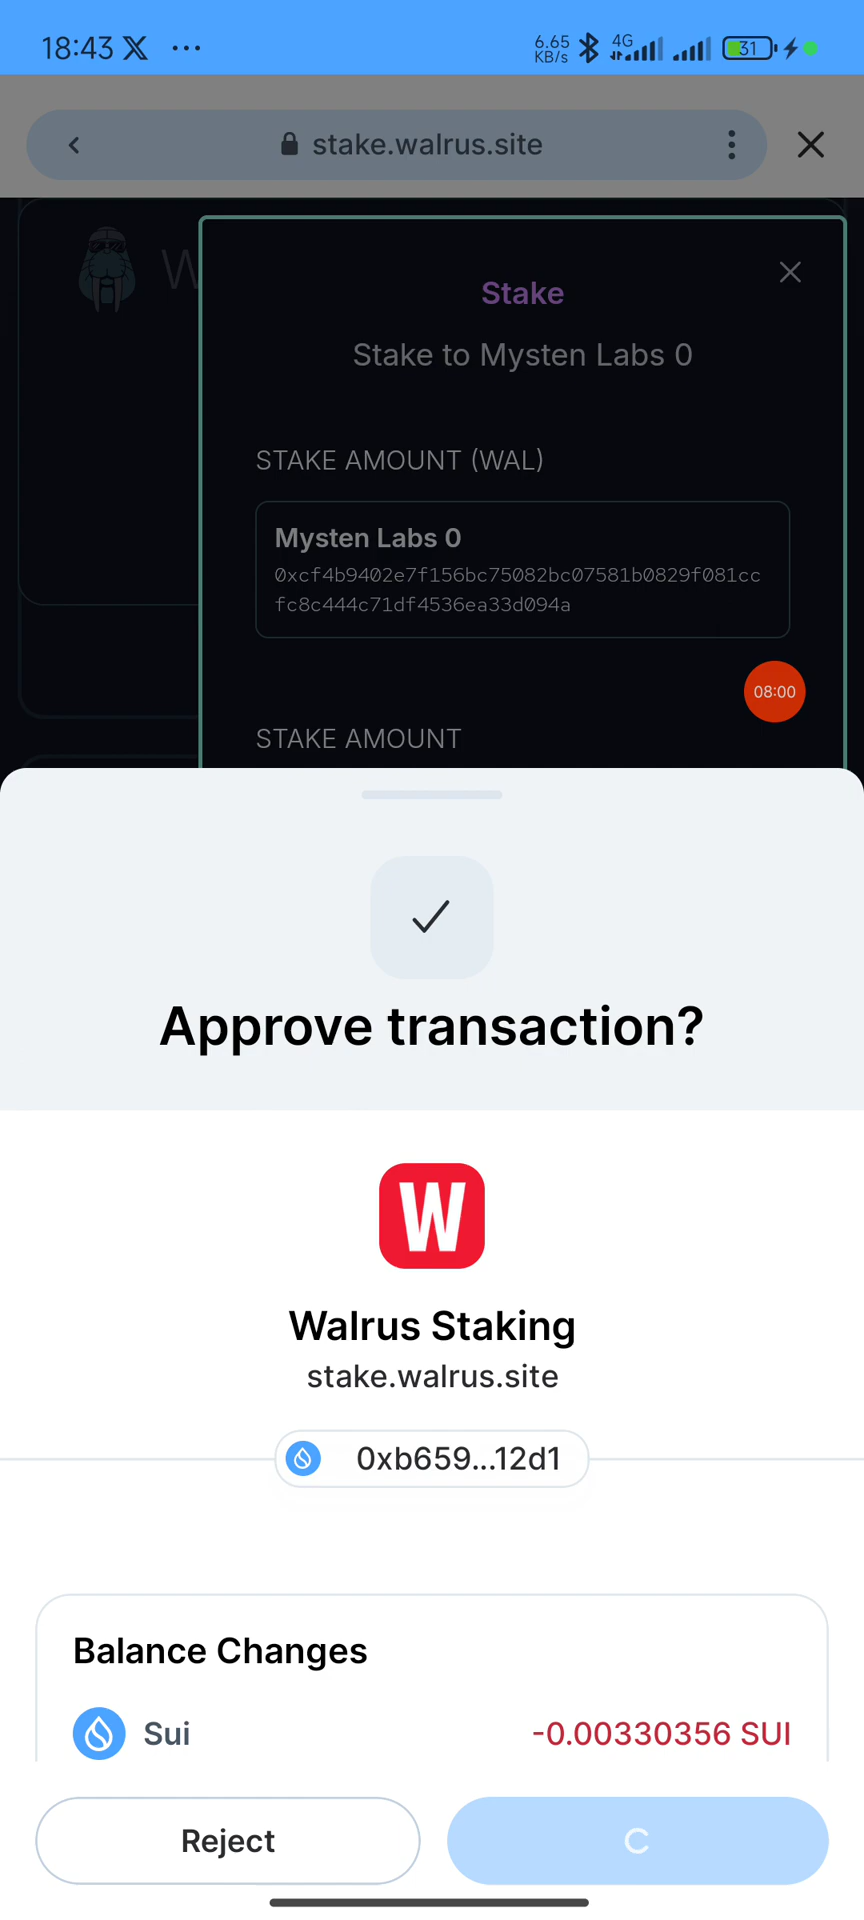 18:43 X ...
6.65 KB/s 4G 31
stake.walrus.site
W
Stake
Stake to Mysten Labs 0
STAKE AMOUNT (WAL)
Mysten Labs 0
0xcf4b9402e7f156bc75082bc07581b0829f081cc
fc8c444c71df4536ea33d094a
08:00
STAKE AMOUNT
Approve transaction?
W
Walrus Staking
stake.walrus.site
0xb659...12d1
Balance Changes
Sui -0.00330356 SUI
Reject